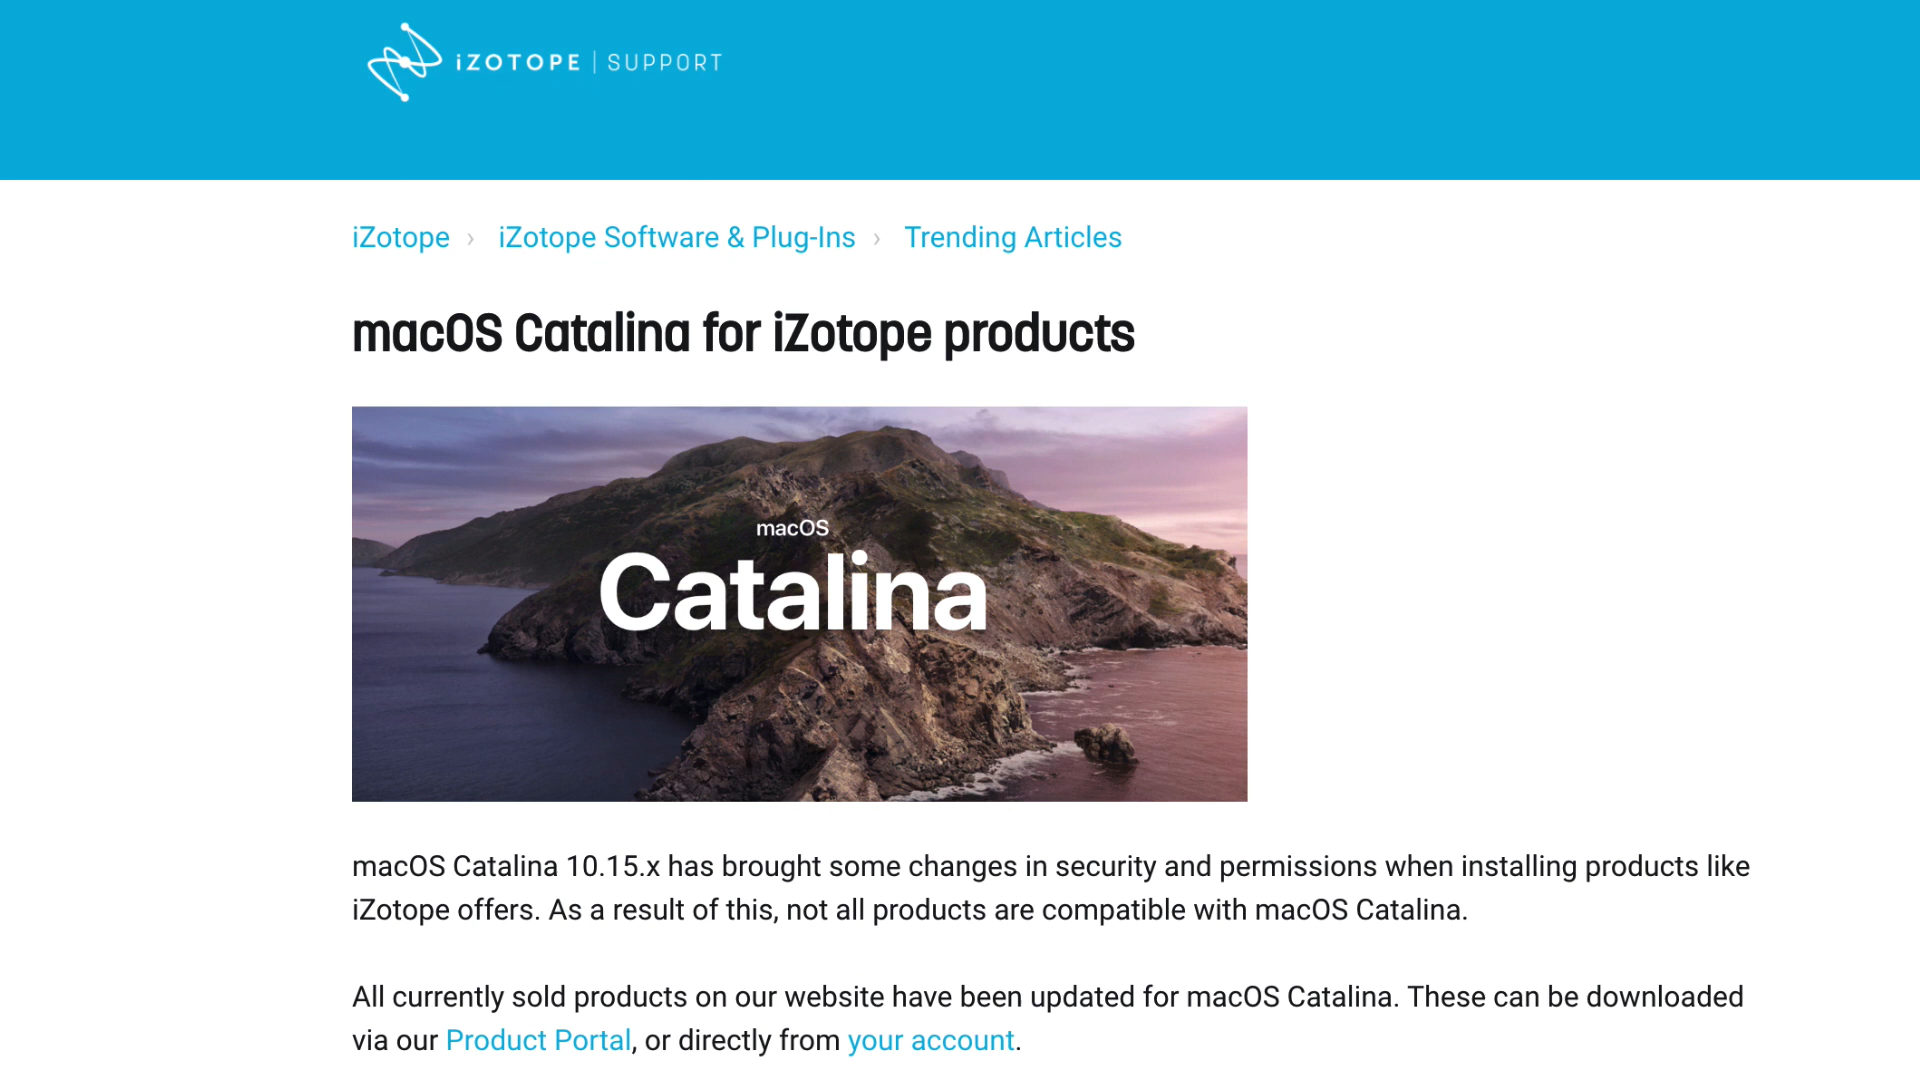 iZOTOPE | SUPPORT
iZotope › iZotope Software & Plug-Ins › Trending Articles
macOS Catalina for iZotope products
macOS
Catalina
macOS Catalina 10.15.x has brought some changes in security and permissions when installing products like
iZotope offers. As a result of this, not all products are compatible with macOS Catalina.
All currently sold products on our website have been updated for macOS Catalina. These can be downloaded
via our Product Portal, or directly from your account.